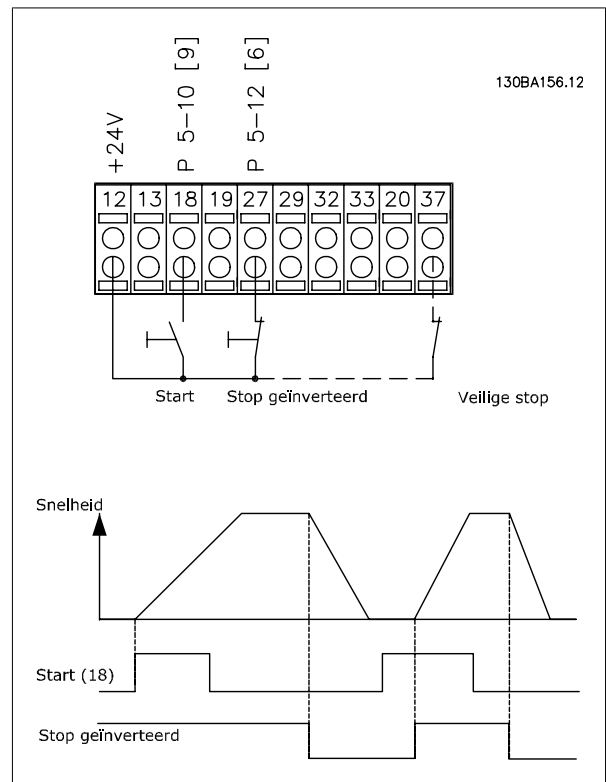 130BA156.12
+24V
P 5-10 [9]
P 5-12 [6]
12 13 18 19 27 29 32 33 20 37
Start
Stop geïnverteerd
Veilige stop
Snelheid
Start (18)
Stop geïnverteerd